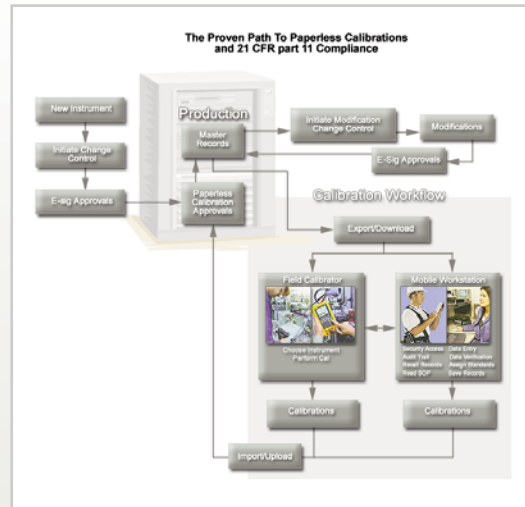 The Proven Path To Paperless Calibrations
and 21 CFR part 11 Compliance
New Instrument
Initiate Change
Control
E-sig Approvals
Production
Master
Records
Paperless
Calibration
Approvals
Initiate Modification
Change Control
Modifications
E-Sig Approvals
Calibration Workflow
Export/Download
Field Calibrator
Choose Instrument
Perform Cal
Mobile Workstation
Security Access Data Entry
Audit Trail Data Verification
Recall Records Assign Standards
Read SOP Save Records
Calibrations
Calibrations
Import/Upload